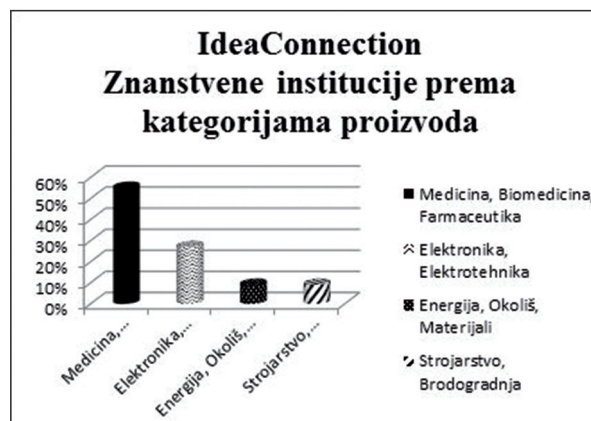 IdeaConnection
Znanstvene institucije prema
kategorijama proizvoda
60%
50%
40%
30%
20%
10%
0%
Medicina,...
Elektronika,...
Energija, Okoliš,...
Strojarstvo,...
Medicina, Biomedicina,
Farmaceutika
Elektronika,
Elektrotehnika
Energija, Okoliš,
Materijali
Strojarstvo,
Brodogradnja